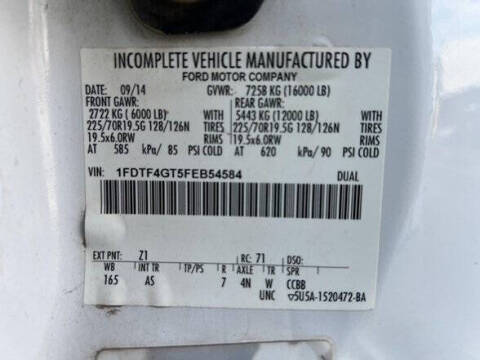 INCOMPLETE VEHICLE MANUFACTURED BY
FORD MOTOR COMPANY
DATE: 09/14 GVWR: 7258 KG (16000 LB)
FRONT GAWR: REAR GAWR:
2722 KG ( 6000 LB) WITH 5443 KG (12000 LB) WITH
225/70R19.5G 128/126N TIRES 225/70R19.5G 128/126N TIRES
19.5x6.0RW RIMS 19.5x6.0RW RIMS
AT 585 kPa/ 85 PSI COLD AT 620 kPa/ 90 PSI COLD
VIN: 1FDTF4GT5FEB54584 DUAL
EXT PNT: Z1 RC: 71 DSO:
WB INT TR TP/PS R AXLE TR SPR
165 AS 7 4N W CCBB
UNC ▽5U5A-1520472-BA